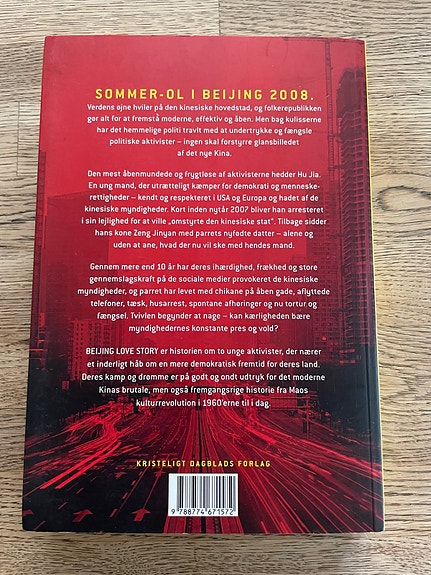 SOMMER-OL I BEIJING 2008.
Verdens øjne hviler på den kinesiske hovedstad, og folkerepublikken
gør alt for at fremstå moderne, effektiv og åben. Men bag kulisserne
har det hemmelige politi travlt med at undertrykke og fængsle
politiske aktivister – ingen skal forstyrre glansbilledet
af det nye Kina.
Den mest åbenmundede og frygtløse af aktivisterne hedder Hu Jia.
En ung mand, der utrætteligt kæmper for demokrati og menneske-
rettigheder – kendt og respekteret i USA og Europa og hadet af de
kinesiske myndigheder. Kort inden nytår 2007 bliver han arresteret
i sin lejlighed for at ville „omstyrte den kinesiske stat“. Tilbage sidder
hans kone Zeng Jinyan med parrets nyfødte datter – alene og
uden at ane, hvad der nu vil ske med hendes mand.
Gennem mere end 10 år har deres ihærdighed, frækhed og store
gennemslagskraft på de sociale medier provokeret de kinesiske
myndigheder, og parret har levet med chikane på åben gade, aflyttede
telefoner, tæsk, husarrest, spontane afhøringer og nu tortur og
fængsel. Tvivlen begynder at nage – kan kærligheden bære
myndighedernes konstante pres og vold?
BEIJING LOVE STORY er historien om to unge aktivister, der nærer
et inderligt håb om en mere demokratisk fremtid for deres land.
Deres kamp og drømme er på godt og ondt udtryk for det moderne
Kinas brutale, men også fremgangsrige historie fra Maos
kulturrevolution i 1960'erne til i dag.
KRISTELIGT DAGBLADS FORLAG
9 788774 671572